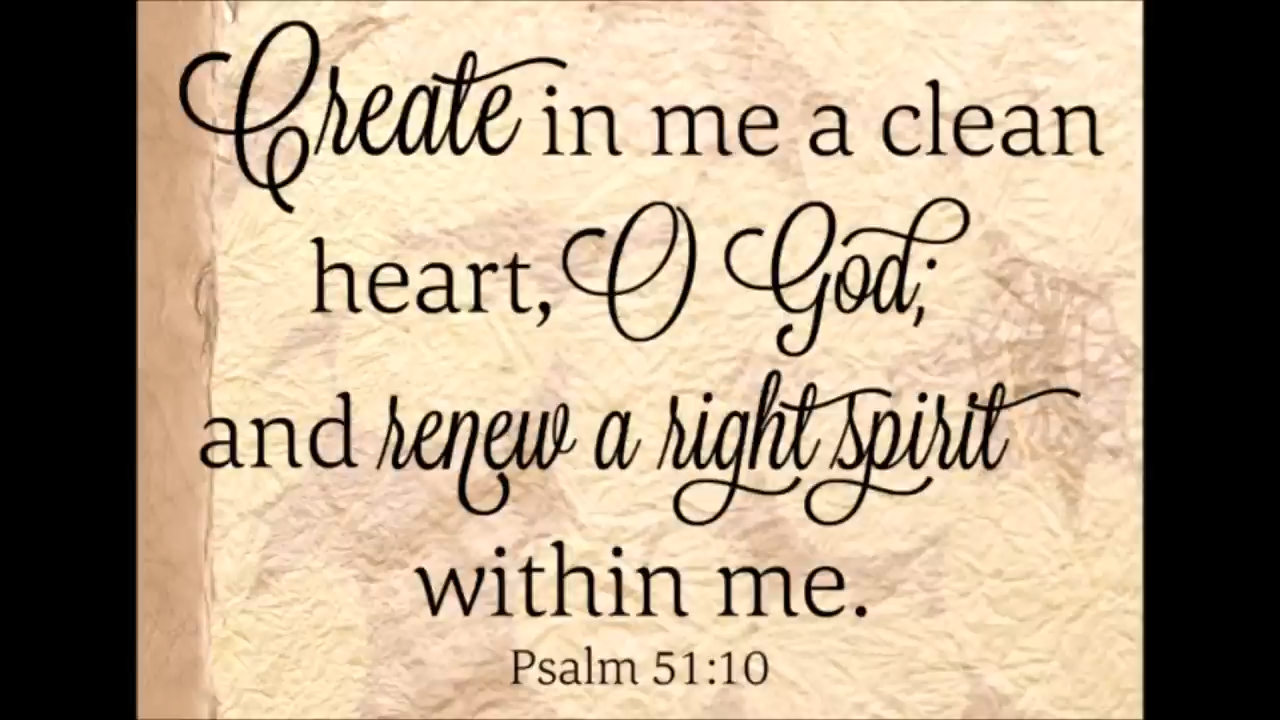 Create in me a clean
heart, O God;
and renew a right spirit
within me.
Psalm 51:10